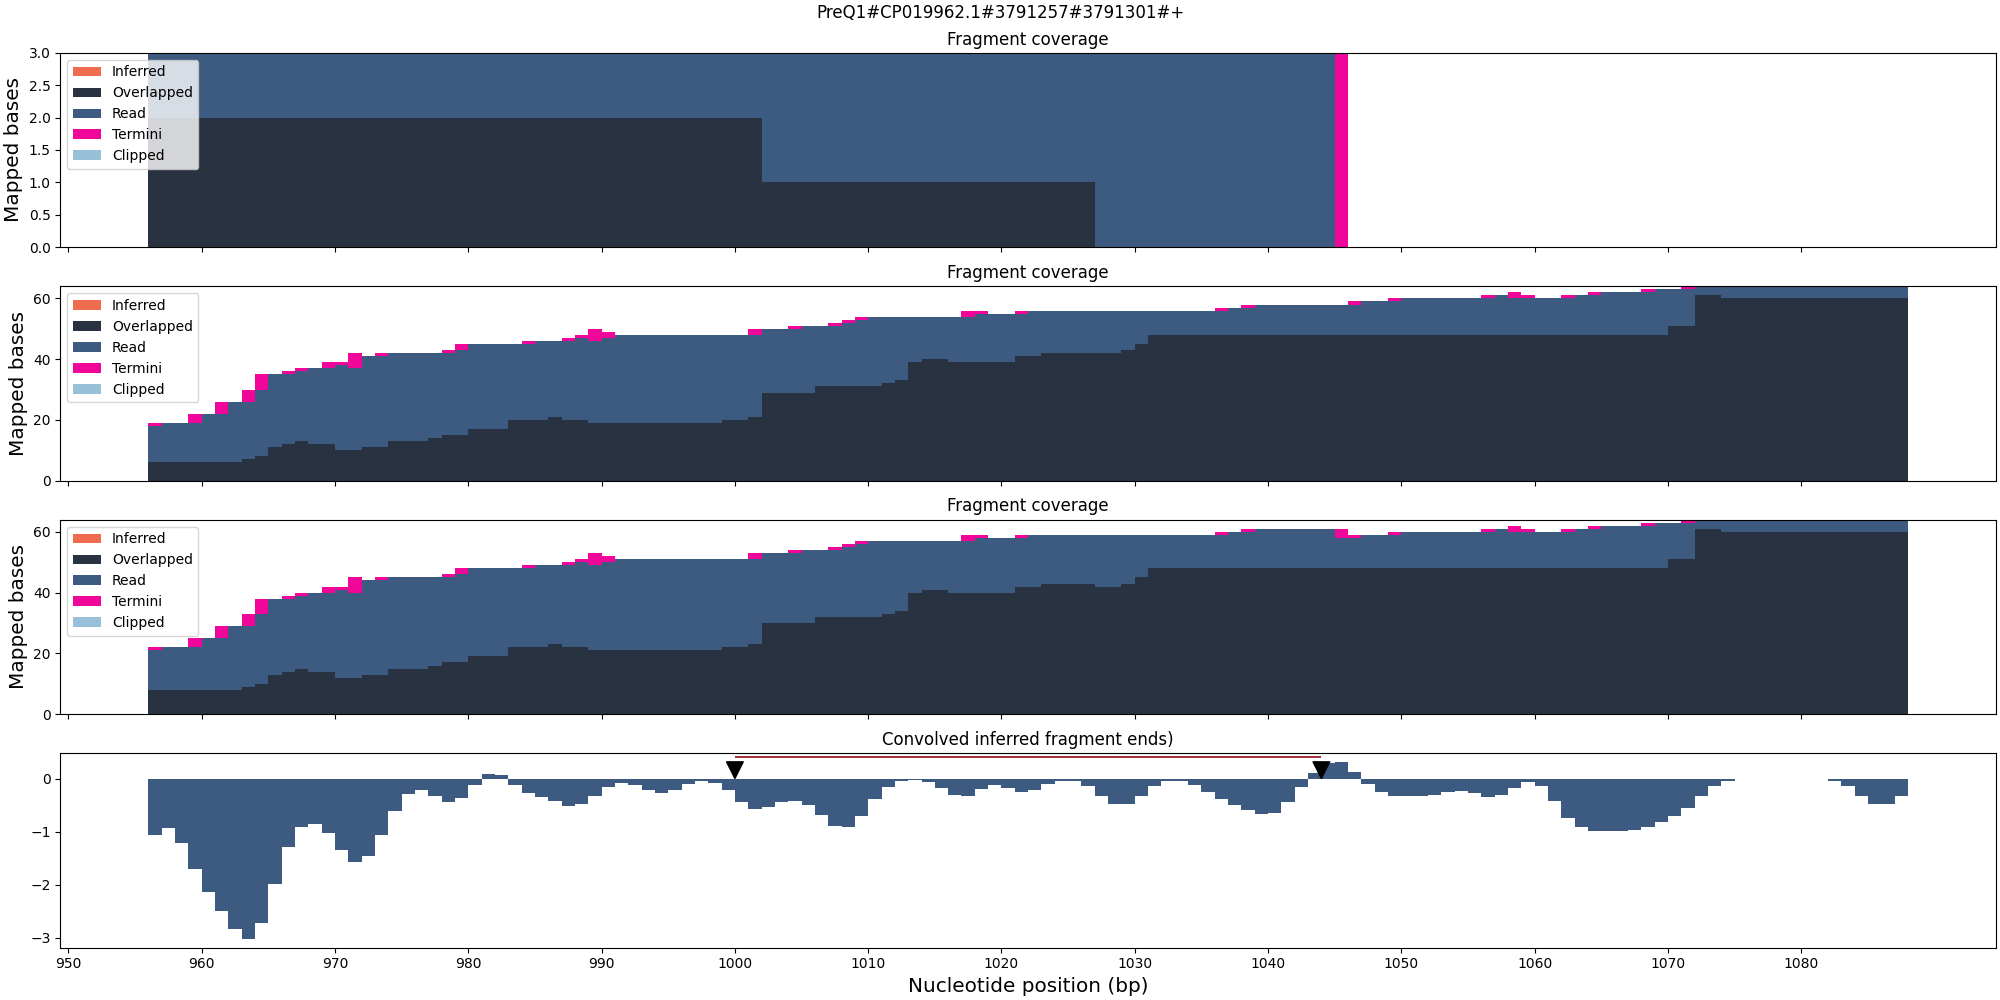 PreQ1#CP019962.1#3791257#3791301#+
Fragment coverage
Mapped bases
3.0
2.5
2.0
1.5
1.0
0.5
0.0
Inferred
Overlapped
Read
Termini
Clipped
Fragment coverage
Mapped bases
60
40
20
0
Inferred
Overlapped
Read
Termini
Clipped
Fragment coverage
Mapped bases
60
40
20
0
Inferred
Overlapped
Read
Termini
Clipped
Convolved inferred fragment ends)
0
−1
−2
−3
950 960 970 980 990 1000 1010 1020 1030 1040 1050 1060 1070 1080
Nucleotide position (bp)